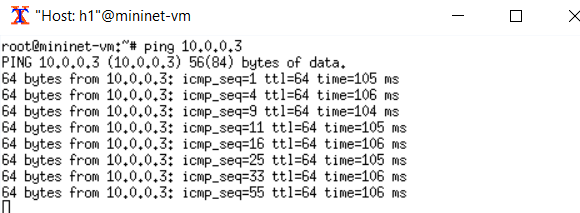 "Host: h1"@mininet-vm
root@mininet-vm:~# ping 10.0.0.3
PING 10.0.0.3 (10.0.0.3) 56(84) bytes of data.
64 bytes from 10.0.0.3: icmp_seq=1 ttl=64 time=105 ms
64 bytes from 10.0.0.3: icmp_seq=4 ttl=64 time=106 ms
64 bytes from 10.0.0.3: icmp_seq=9 ttl=64 time=104 ms
64 bytes from 10.0.0.3: icmp_seq=11 ttl=64 time=105 ms
64 bytes from 10.0.0.3: icmp_seq=16 ttl=64 time=106 ms
64 bytes from 10.0.0.3: icmp_seq=25 ttl=64 time=105 ms
64 bytes from 10.0.0.3: icmp_seq=33 ttl=64 time=106 ms
64 bytes from 10.0.0.3: icmp_seq=55 ttl=64 time=106 ms